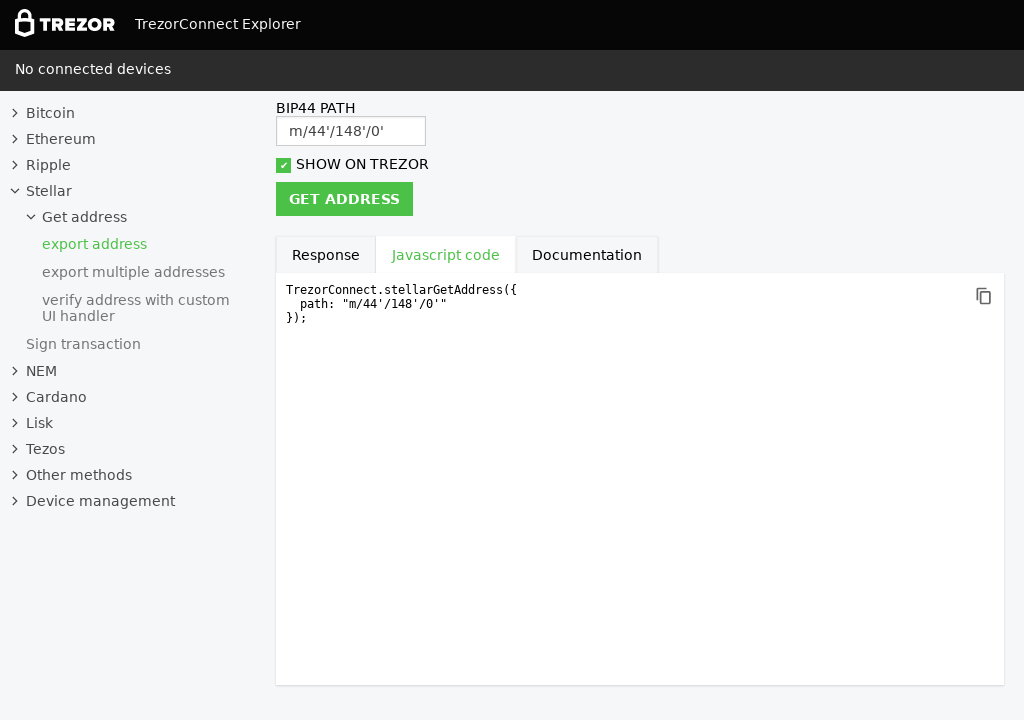 TREZOR TrezorConnect Explorer
No connected devices
Bitcoin
Ethereum
Ripple
Stellar
Get address
export address
export multiple addresses
verify address with custom
UI handler
Sign transaction
NEM
Cardano
Lisk
Tezos
Other methods
Device management
BIP44 PATH
m/44'/148'/0'
SHOW ON TREZOR
GET ADDRESS
Response Javascript code Documentation
TrezorConnect.stellarGetAddress({
  path: "m/44'/148'/0'"
});